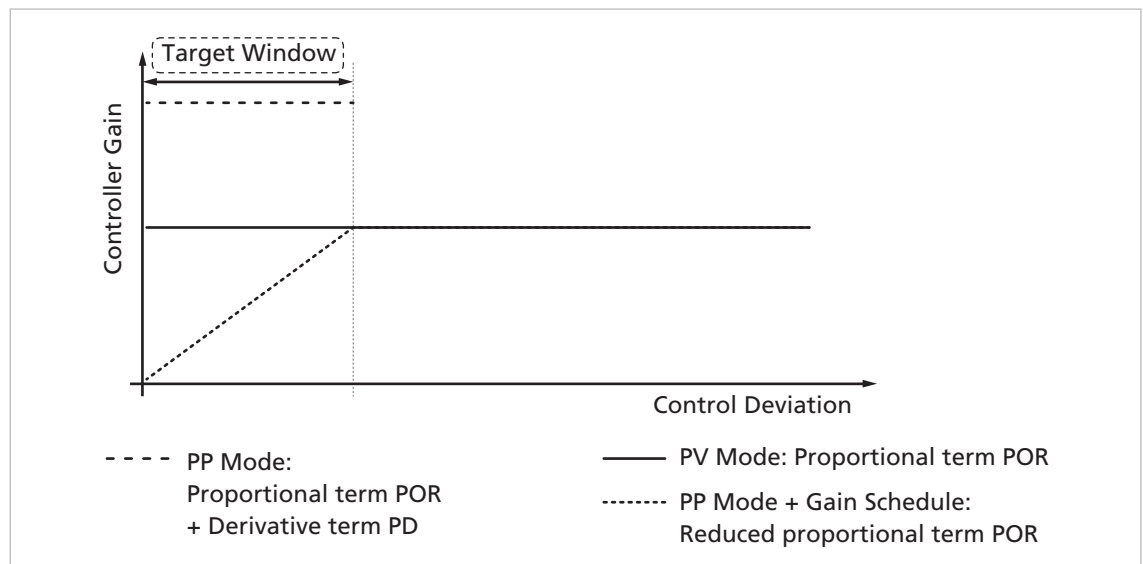 Target Window
Controller Gain
Control Deviation
PP Mode:
Proportional term POR
+ Derivative term PD
PV Mode: Proportional term POR
PP Mode + Gain Schedule:
Reduced proportional term POR